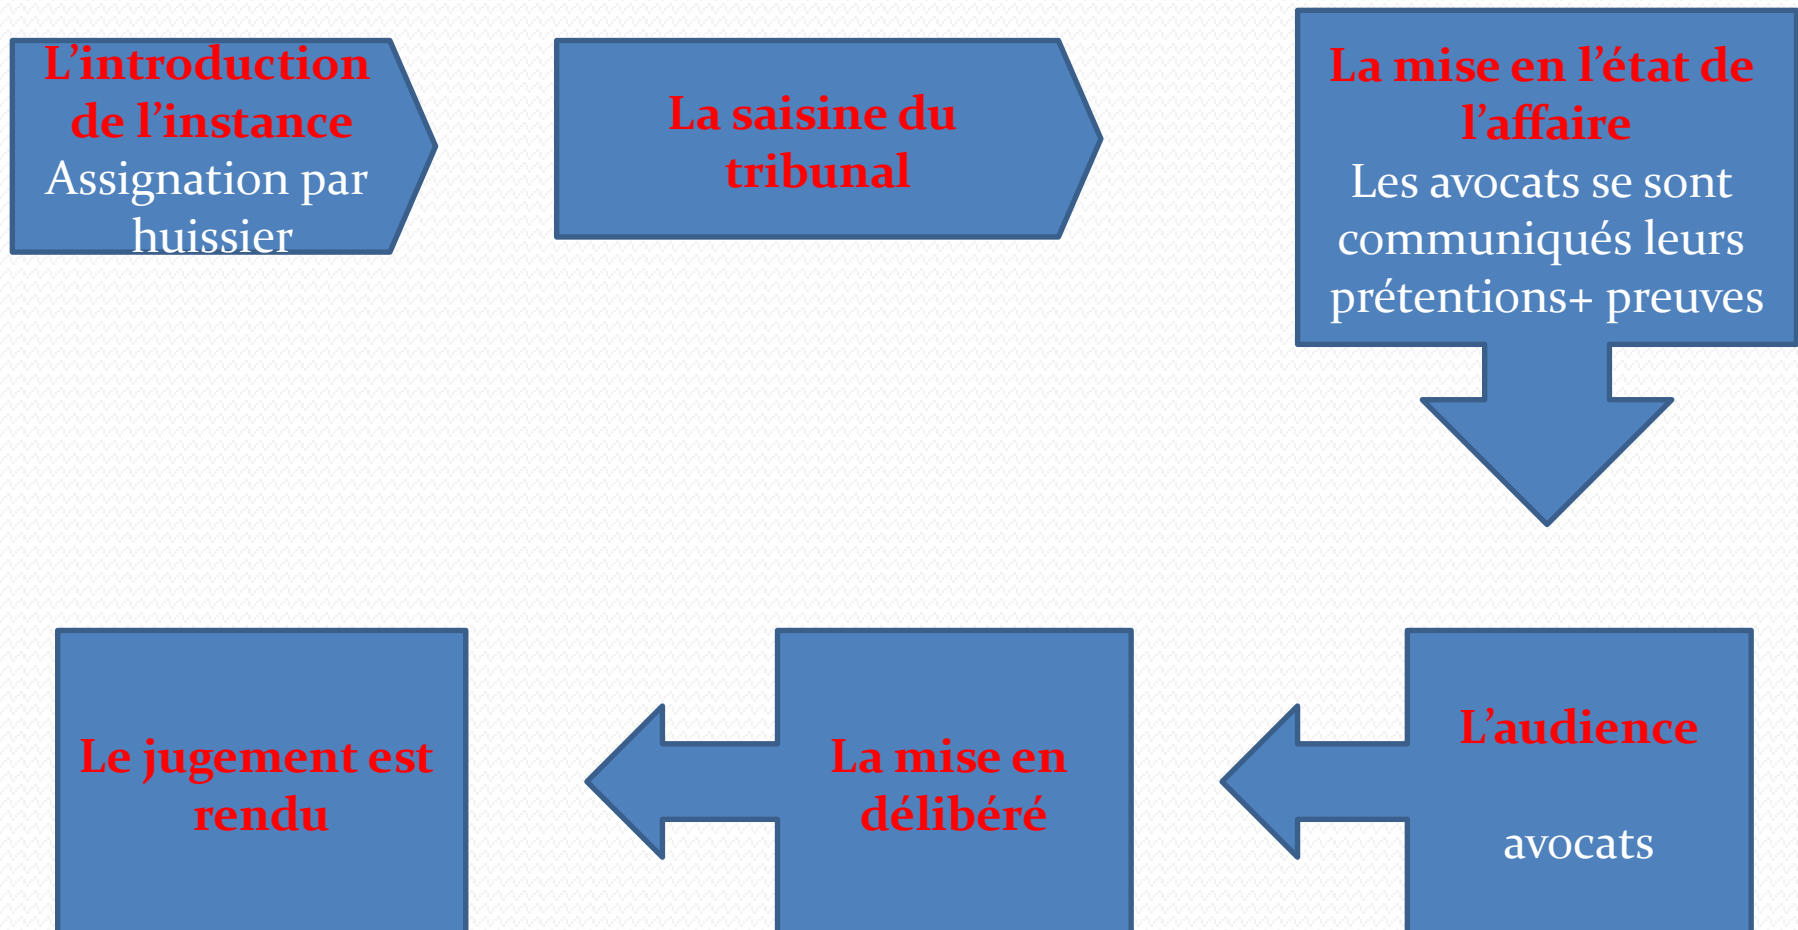 L’introduction
de l’instance
Assignation par
huissier
La saisine du
tribunal
La mise en l’état de
l’affaire
Les avocats se sont
communiqués leurs
prétentions+ preuves
L’audience
avocats
La mise en
délibéré
Le jugement est
rendu